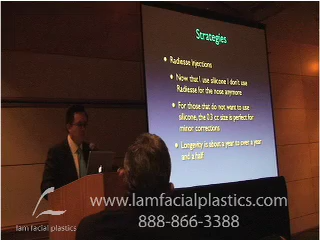 Strategies
Radiesse Injections
Now that I use silicone I don't use
Radiesse for the nose anymore
For those that do not want to use
silicone, the 0.3 cc size is perfect for
minor corrections
Longevity is about a year to over a year
and a half
www.lamfacialplastics.com
888-866-3388
lam facial plastics